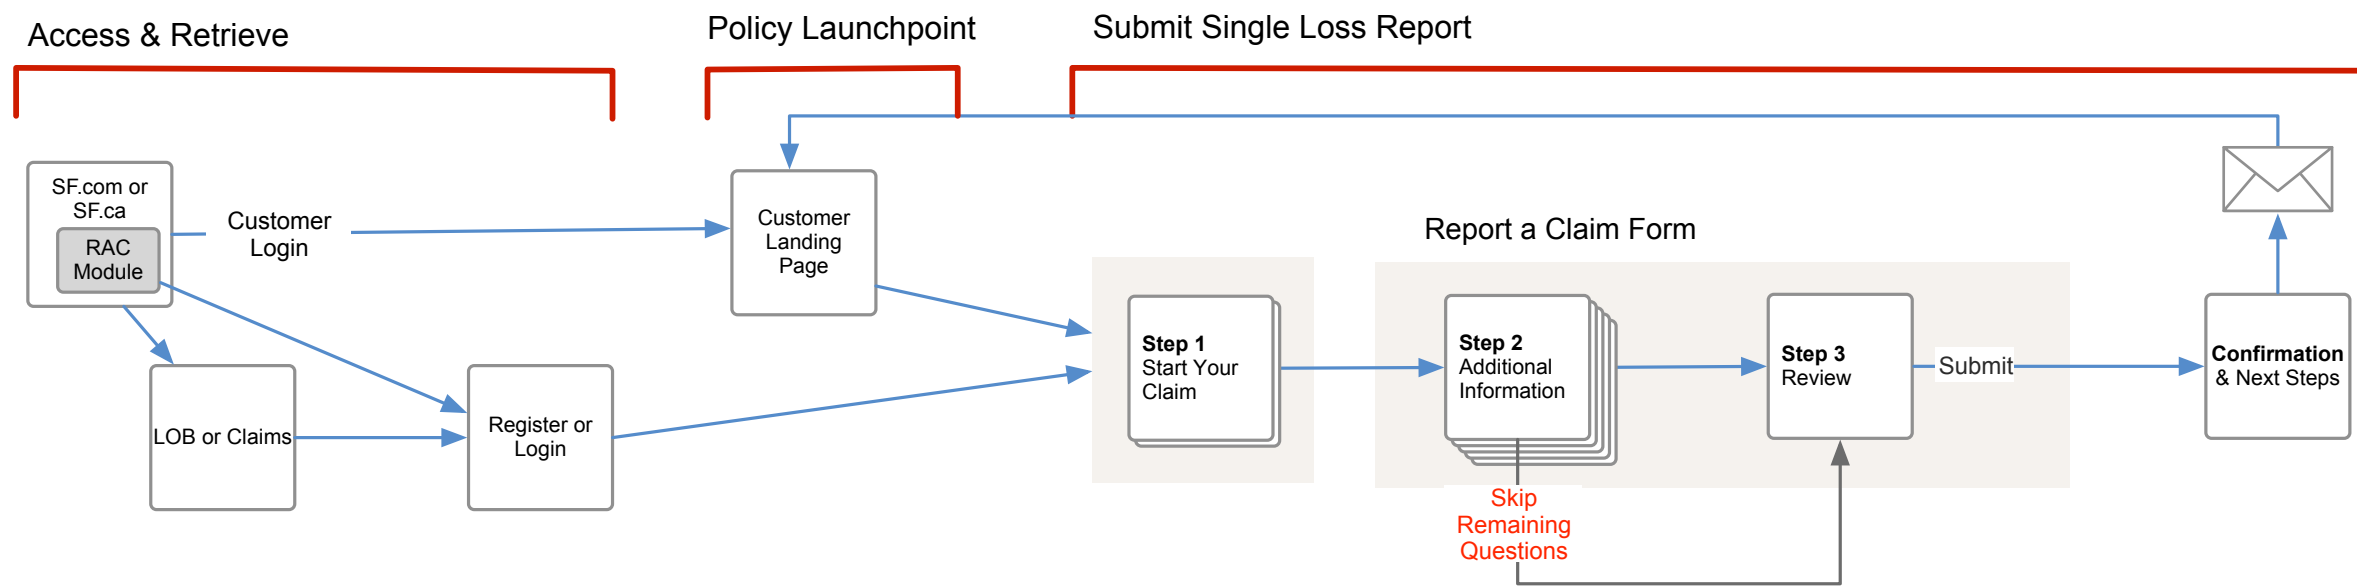 Access & Retrieve
Policy Launchpoint
Submit Single Loss Report
SF.com or
SF.ca
RAC
Module
Customer
Login
Customer
Landing
Page
Report a Claim Form
LOB or Claims
Register or
Login
Step 1
Start Your
Claim
Step 2
Additional
Information
Step 3
Review
Submit
Confirmation
& Next Steps
Skip
Remaining
Questions